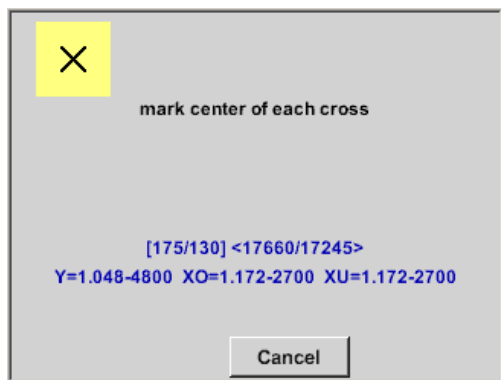 mark center of each cross
[175/130] <17660/17245>
Y=1.048-4800 XO=1.172-2700 XU=1.172-2700
Cancel